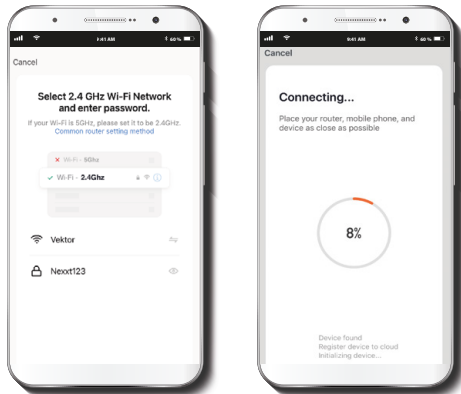 9:41 AM
60%
Cancel
Select 2.4 GHz Wi-Fi Network
and enter password.
If your Wi-Fi is 5GHz, please set it to be 2.4GHz.
Common router setting method
Wi-Fi - 5Ghz
Wi-Fi - 2.4Ghz
Vektor
Nexxt123
9:41 AM
60%
Cancel
Connecting...
Place your router, mobile phone, and
device as close as possible
8%
Device found
Register device to cloud
Initializing device...